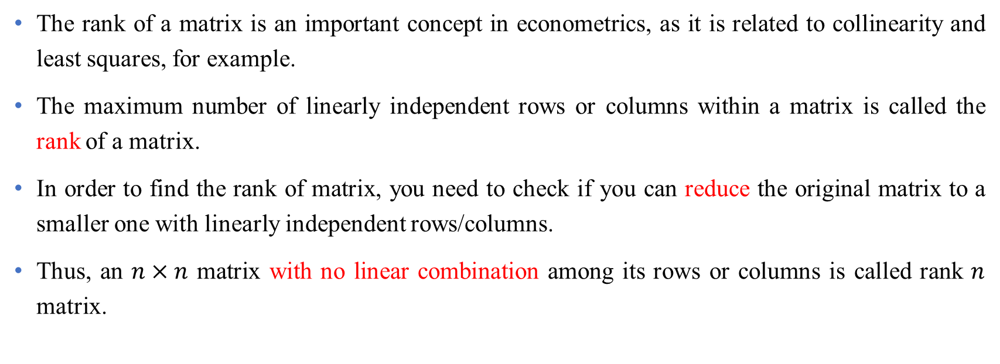 • The rank of a matrix is an important concept in econometrics, as it is related to collinearity and
least squares, for example.
• The maximum number of linearly independent rows or columns within a matrix is called the
rank of a matrix.
• In order to find the rank of matrix, you need to check if you can reduce the original matrix to a
smaller one with linearly independent rows/columns.
• Thus, an 𝑛 × 𝑛 matrix with no linear combination among its rows or columns is called rank 𝑛
matrix.